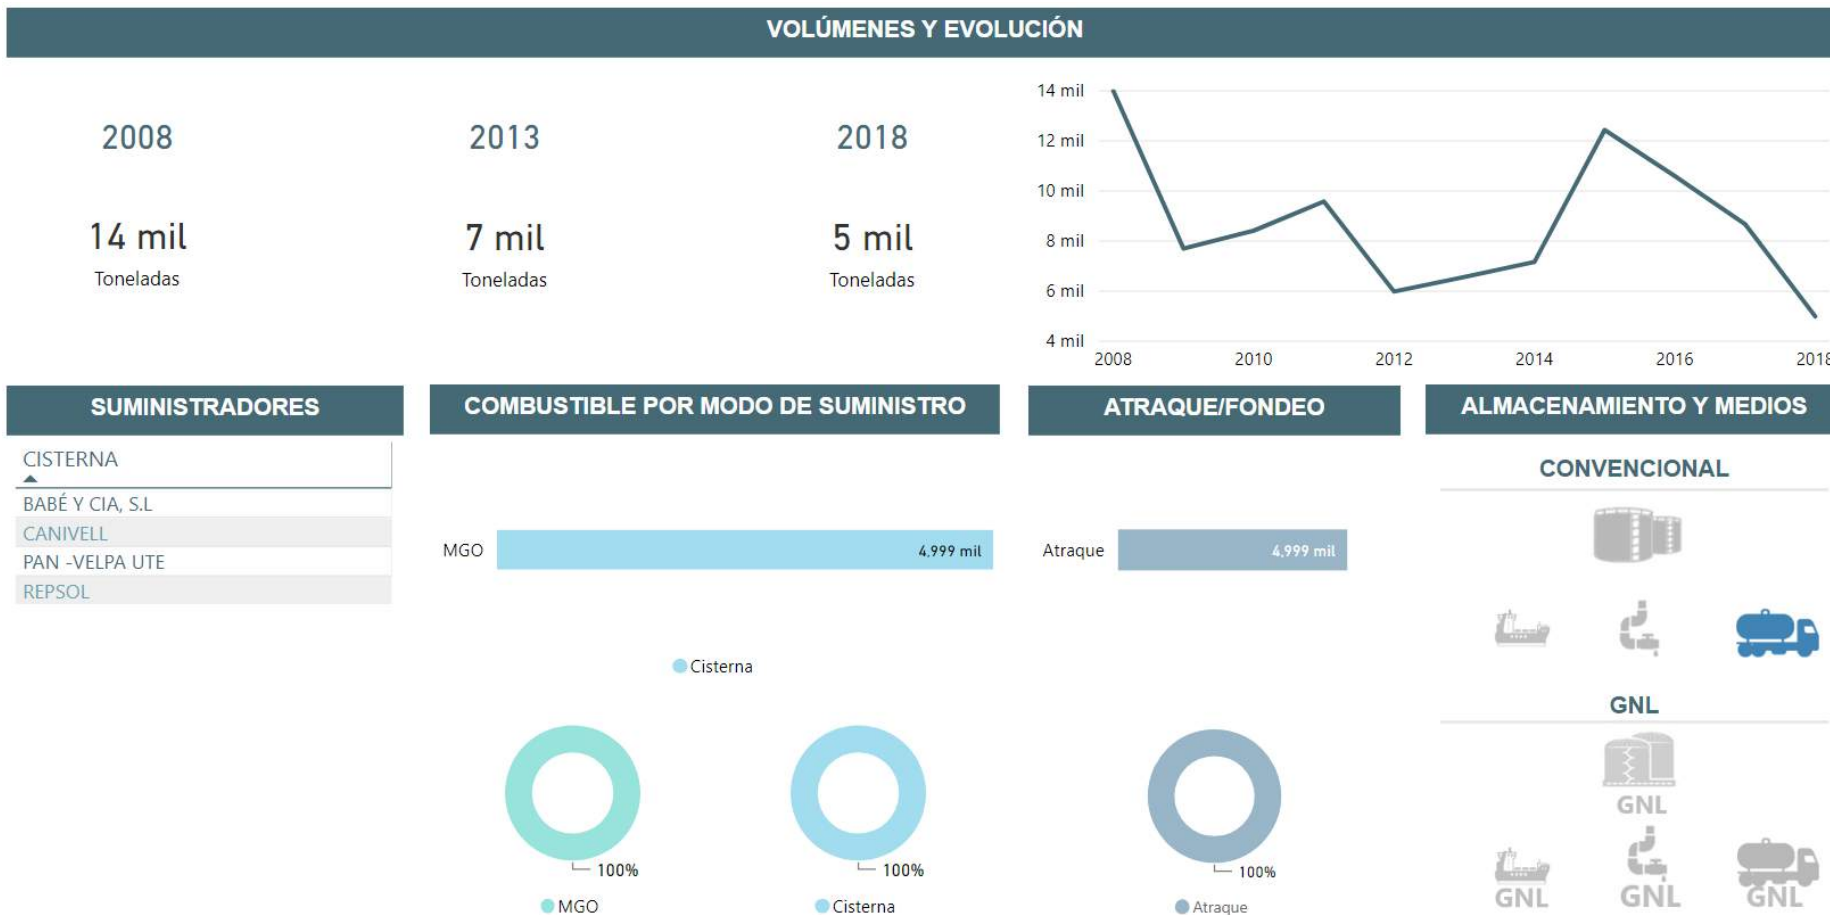 VOLÚMENES Y EVOLUCIÓN
2008
2013
2018
14 mil
7 mil
5 mil
Toneladas
Toneladas
Toneladas
14 mil
12 mil
10 mil
8 mil
6 mil
4 mil
2008
2010
2012
2014
2016
2018
SUMINISTRADORES
CISTERNA
BABÉ Y CIA, S.L
CANIVELL
PAN -VELPA UTE
REPSOL
COMBUSTIBLE POR MODO DE SUMINISTRO
MGO
4.999 mil
Cisterna
100%
MGO
100%
Cisterna
ATRAQUE/FONDEO
Atraque
4.999 mil
100%
Atraque
ALMACENAMIENTO Y MEDIOS
CONVENCIONAL
GNL
GNL
GNL
GNL
GNL